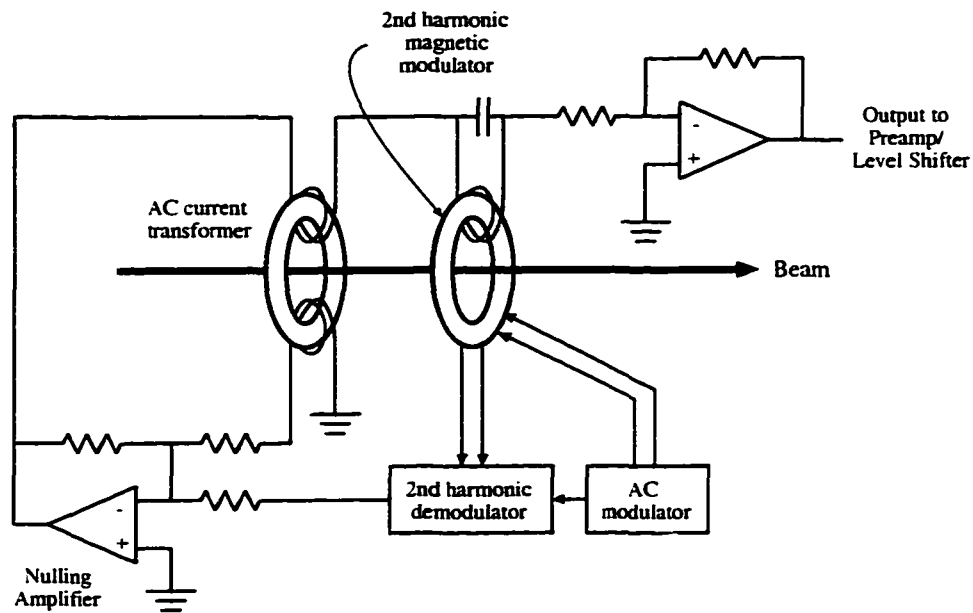 2nd harmonic
magnetic
modulator
Output to
Preamp/
Level Shifter
-
+
AC current
transformer
Beam
2nd harmonic
demodulator
AC
modulator
-
+
Nulling
Amplifier